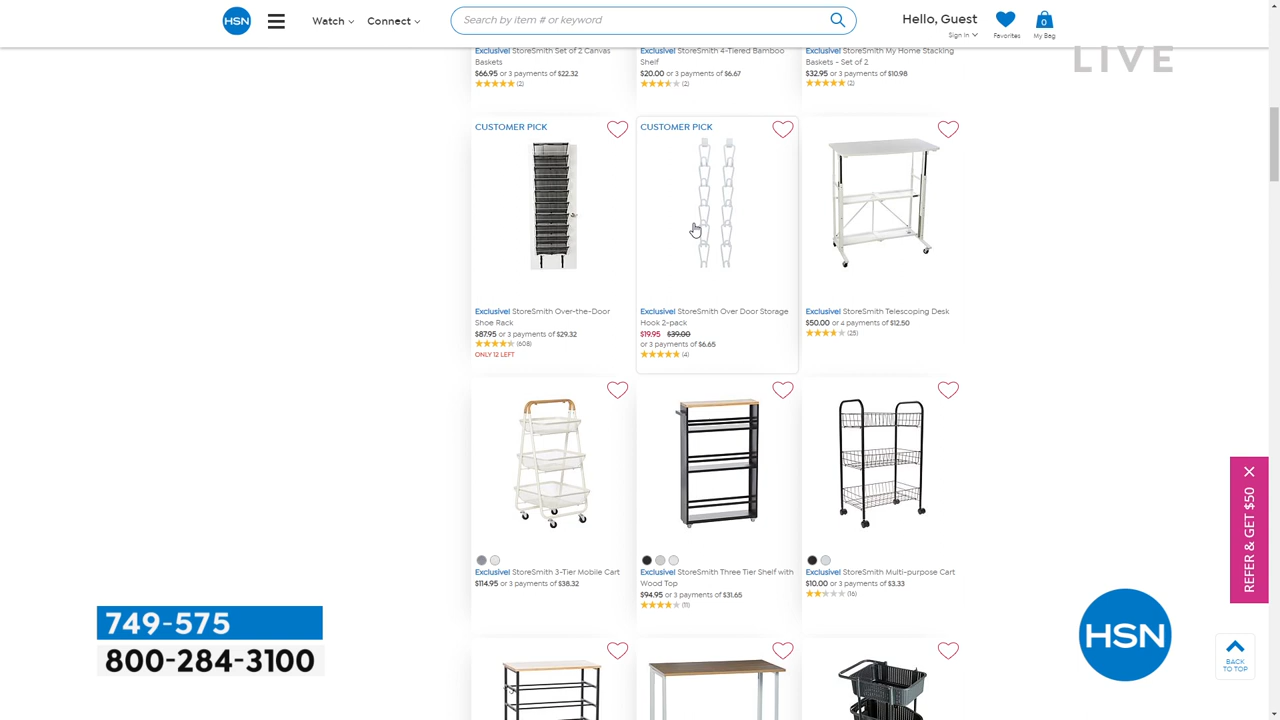 HSN
Watch
Connect
Search by item # or keyword
Hello, Guest
Sign In
Favorites
0
My Bag
LIVE
Exclusive! StoreSmith Set of 2 Canvas
Baskets
$66.95 or 3 payments of $22.32
(2)
Exclusive! StoreSmith 4-Tiered Bamboo
Shelf
$20.00 or 3 payments of $6.67
(2)
Exclusive! StoreSmith My Home Stacking
Baskets - Set of 2
$32.95 or 3 payments of $10.98
(2)
CUSTOMER PICK
Exclusive! StoreSmith Over-the-Door
Shoe Rack
$87.95 or 3 payments of $29.32
(608)
ONLY 12 LEFT
CUSTOMER PICK
Exclusive! StoreSmith Over Door Storage
Hook 2-pack
$19.95 $39.00
or 3 payments of $6.65
(4)
Exclusive! StoreSmith Telescoping Desk
$50.00 or 4 payments of $12.50
(25)
Exclusive! StoreSmith 3-Tier Mobile Cart
$114.95 or 3 payments of $38.32
Exclusive! StoreSmith Three Tier Shelf with
Wood Top
$94.95 or 3 payments of $31.65
(11)
Exclusive! StoreSmith Multi-purpose Cart
$10.00 or 3 payments of $3.33
(16)
REFER & GET $50
749-575
800-284-3100
HSN
BACK
TO TOP